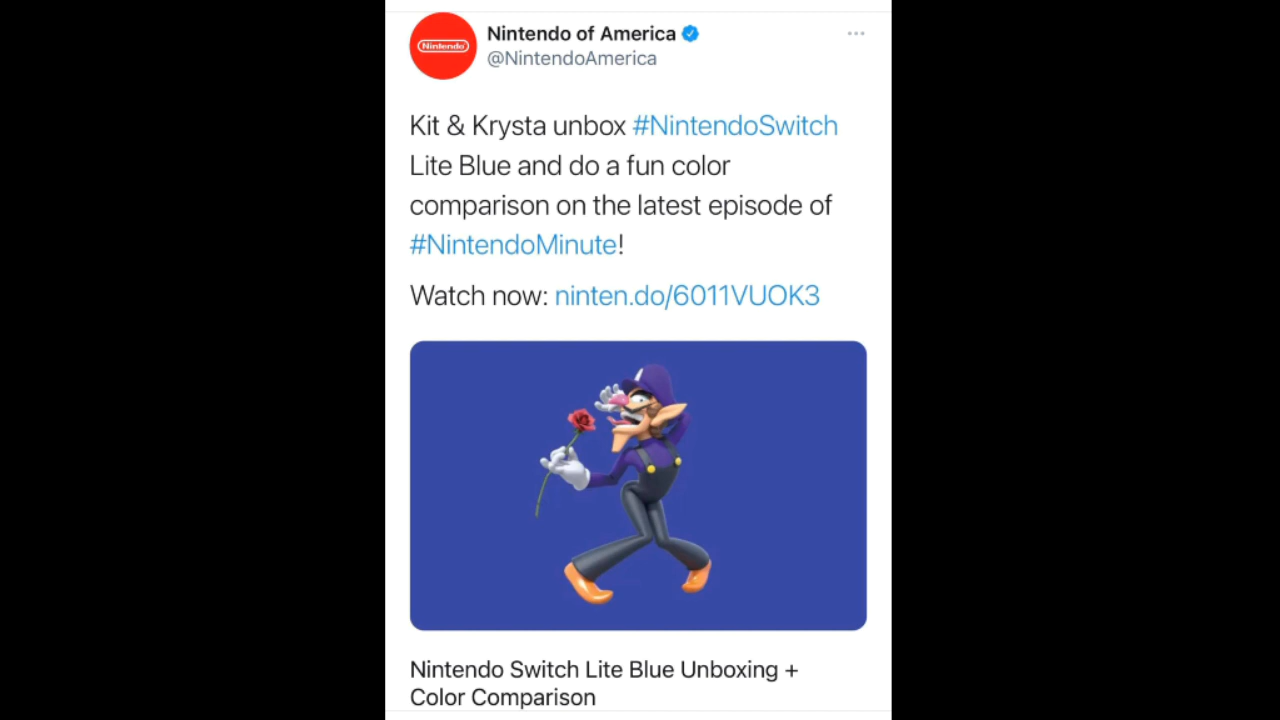 Nintendo
Nintendo of America
@NintendoAmerica
Kit & Krysta unbox #NintendoSwitch
Lite Blue and do a fun color
comparison on the latest episode of
#NintendoMinute!
Watch now: ninten.do/6011VUOK3
Nintendo Switch Lite Blue Unboxing +
Color Comparison